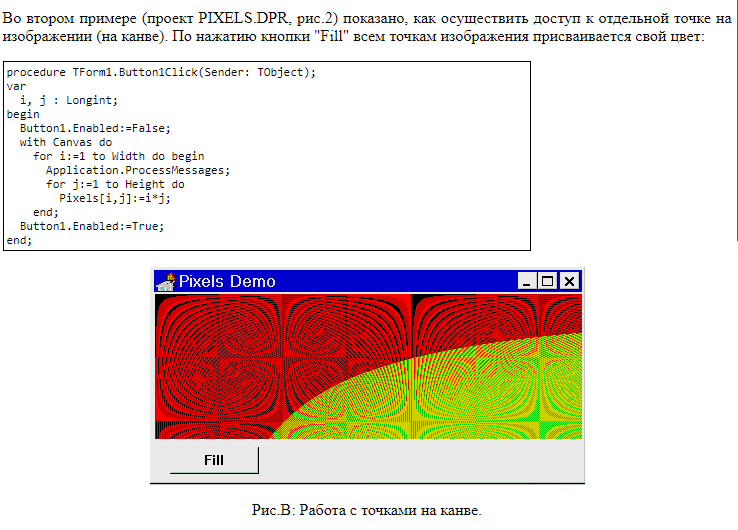 Во втором примере (проект PIXELS.DPR, рис.2) показано, как осуществить доступ к отдельной точке на
изображении (на канве). По нажатию кнопки "Fill" всем точкам изображения присваивается свой цвет:
procedure TForm1.Button1Click(Sender: TObject);
var
  i, j : Longint;
begin
  Button1.Enabled:=False;
  with Canvas do
    for i:=1 to Width do begin
      Application.ProcessMessages;
      for j:=1 to Height do
        Pixels[i,j]:=i*j;
    end;
  Button1.Enabled:=True;
end;
Pixels Demo
Fill
Рис.B: Работа с точками на канве.